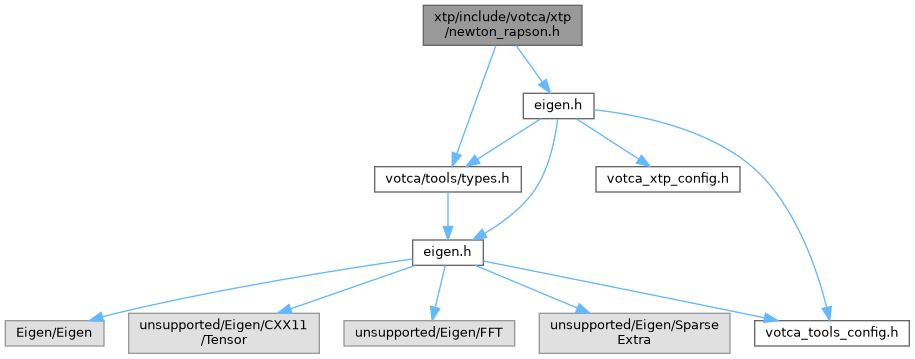 xtp/include/votca/xtp
/newton_rapson.h
eigen.h
votca/tools/types.h
votca_xtp_config.h
eigen.h
Eigen/Eigen
unsupported/Eigen/CXX11
/Tensor
unsupported/Eigen/FFT
unsupported/Eigen/Sparse
Extra
votca_tools_config.h